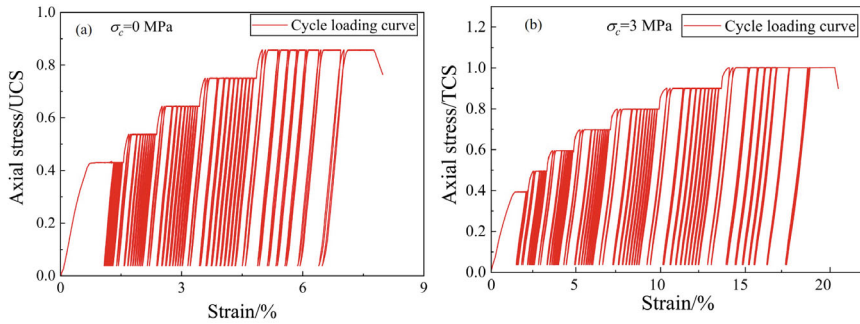 (a) σc=0 MPa
Cycle loading curve
Axial stress/UCS
1.0
0.8
0.6
0.4
0.2
0.0
0 3 6 9
Strain/%
(b) σc=3 MPa
Cycle loading curve
Axial stress/TCS
1.2
1.0
0.8
0.6
0.4
0.2
0.0
0 5 10 15 20
Strain/%